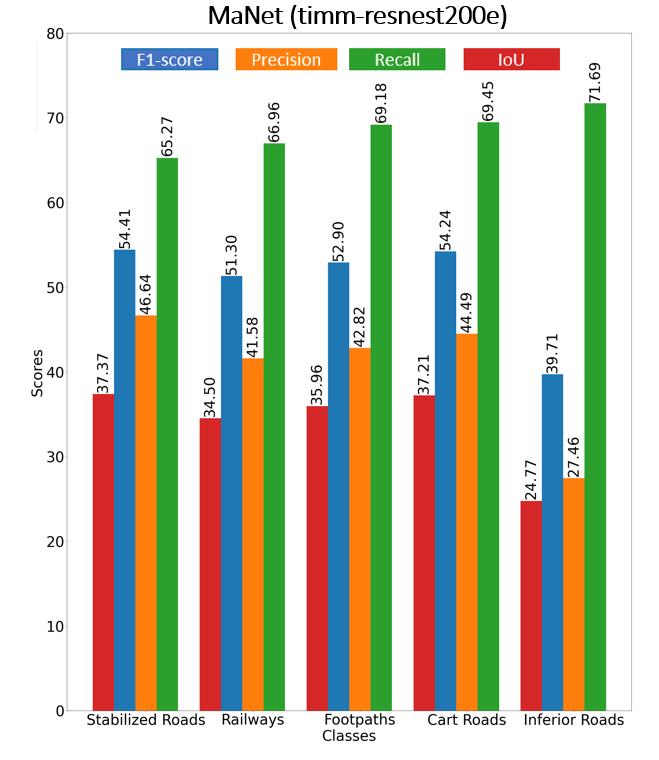 MaNet (timm-resnest200e)
F1-score Precision Recall IoU
80
70
60
50
40
30
20
10
0
Scores
37.37 54.41 46.64 65.27
34.50 51.30 41.58 66.96
35.96 52.90 42.82 69.18
37.21 54.24 44.49 69.45
24.77 39.71 27.46 71.69
Stabilized Roads Railways Footpaths Cart Roads Inferior Roads
Classes